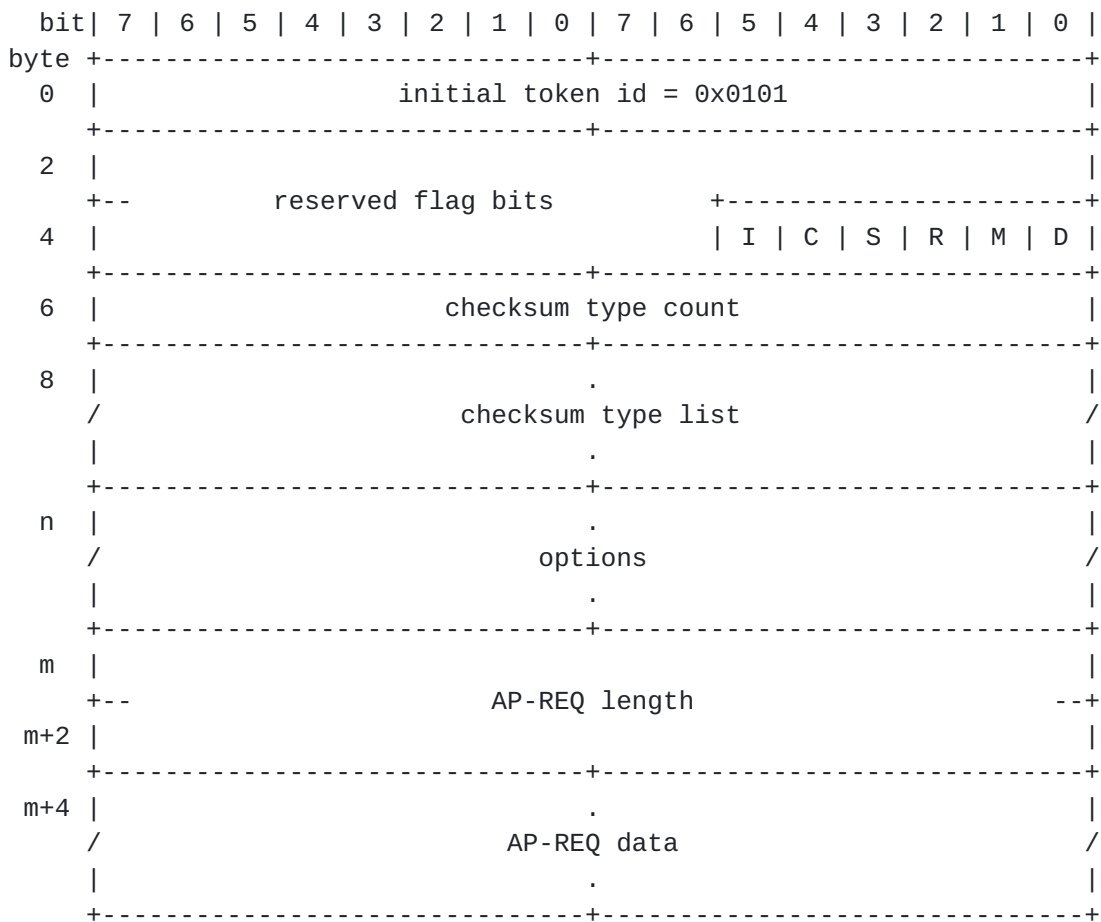 bit| 7 | 6 | 5 | 4 | 3 | 2 | 1 | 0 | 7 | 6 | 5 | 4 | 3 | 2 | 1 | 0 |
byte +-------------------------------+-------------------------------+
0 | initial token id = 0x0101 |
+-------------------------------+-------------------------------+
2 | |
+-- reserved flag bits +-----------------------+
4 | | I | C | S | R | M | D |
+-------------------------------+-------------------------------+
6 | checksum type count |
+-------------------------------+-------------------------------+
8 | . |
/ checksum type list /
| . |
+-------------------------------+-------------------------------+
n | . |
/ options /
| . |
+-------------------------------+-------------------------------+
m | |
+-- AP-REQ length --+
m+2 | |
+-------------------------------+-------------------------------+
m+4 | . |
/ AP-REQ data /
| . |
+-------------------------------+-------------------------------+